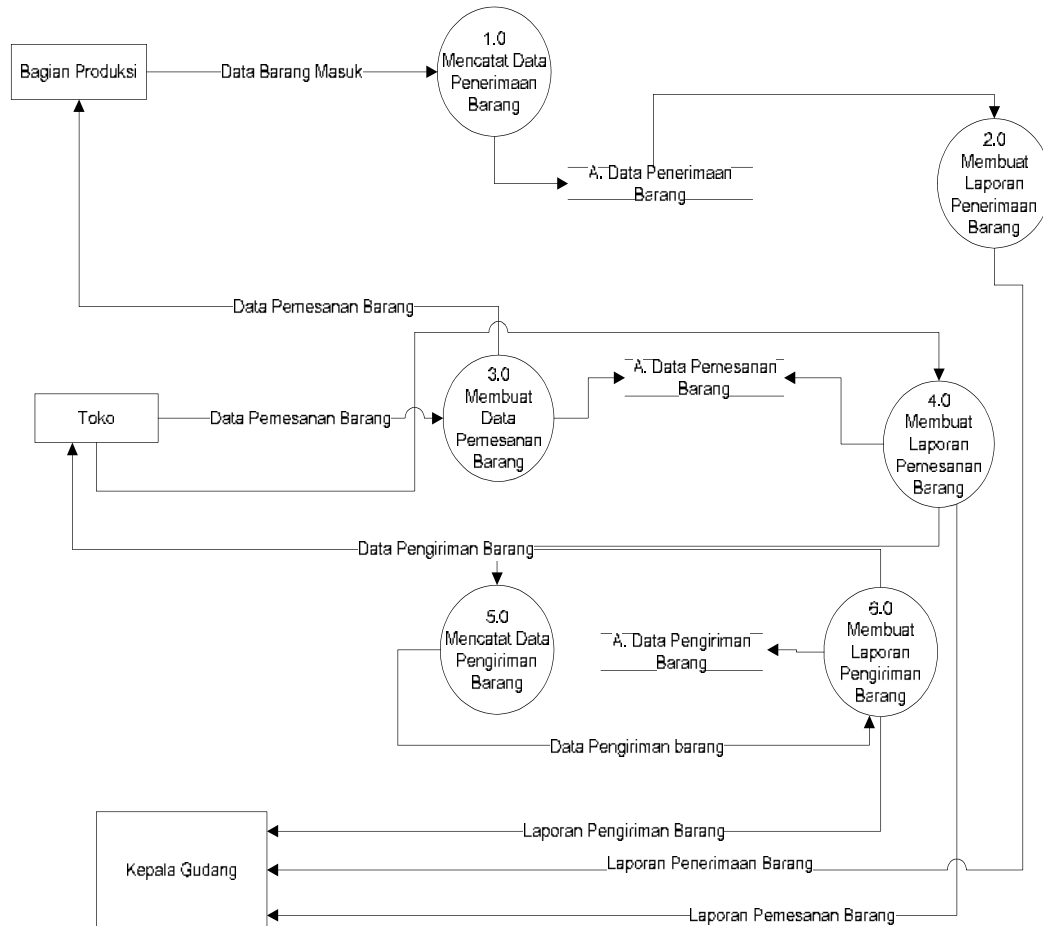 Bagian Produksi
Data Barang Masuk
1.0
Mencatat Data
Penerimaan
Barang
A. Data Penerimaan
Barang
2.0
Membuat
Laporan
Penerimaan
Barang
Data Pemesanan Barang
Toko
Data Pemesanan Barang
3.0
Membuat
Data
Pemesanan
Barang
A. Data Pemesanan
Barang
4.0
Membuat
Laporan
Pemesanan
Barang
Data Pengiriman Barang
5.0
Mencatat Data
Pengiriman
Barang
A. Data Pengiriman
Barang
6.0
Membuat
Laporan
Pengiriman
Barang
Data Pengiriman barang
Kepala Gudang
Laporan Pengiriman Barang
Laporan Penerimaan Barang
Laporan Pemesanan Barang